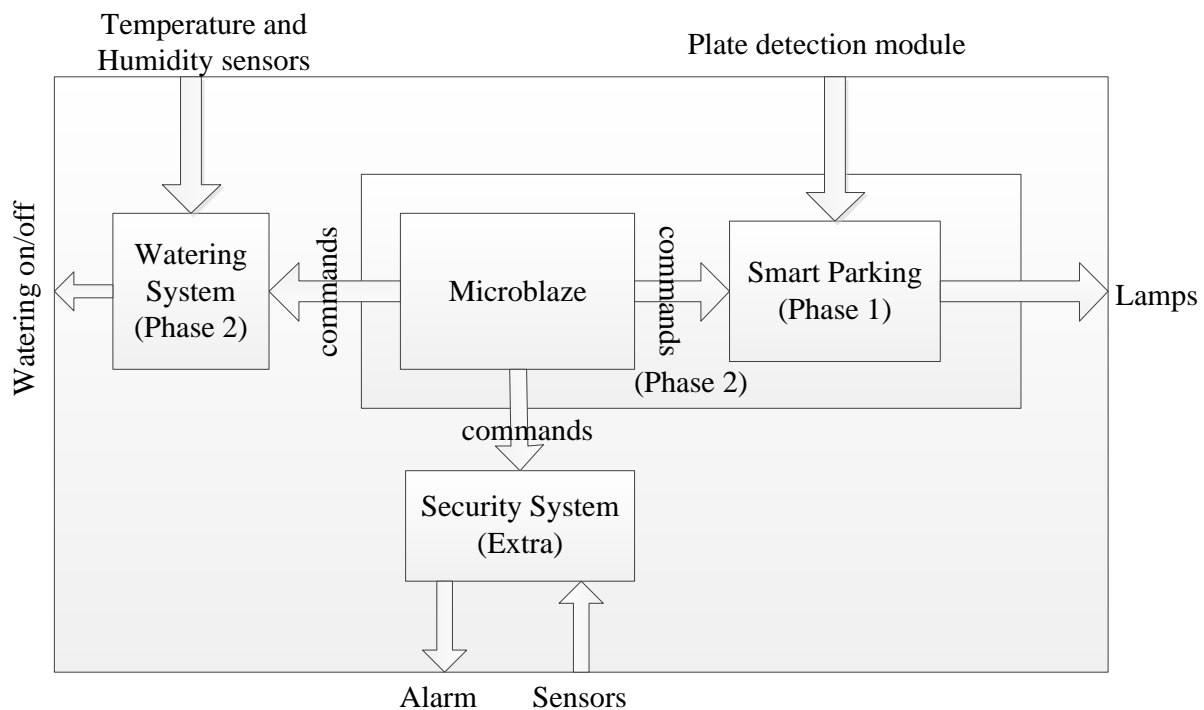 Temperature and
Humidity sensors
Plate detection module
Watering on/off
Watering
System
(Phase 2)
commands
Microblaze
commands
Smart Parking
(Phase 1)
Lamps
(Phase 2)
commands
Security System
(Extra)
Alarm
Sensors